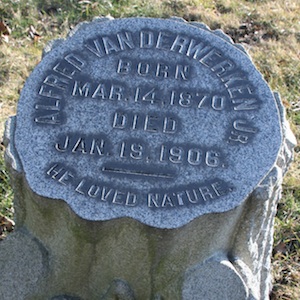 ALFRED VAN DERWERKEN JR
BORN
MAR. 14. 1870
DIED
JAN. 19. 1906.
HE LOVED NATURE.